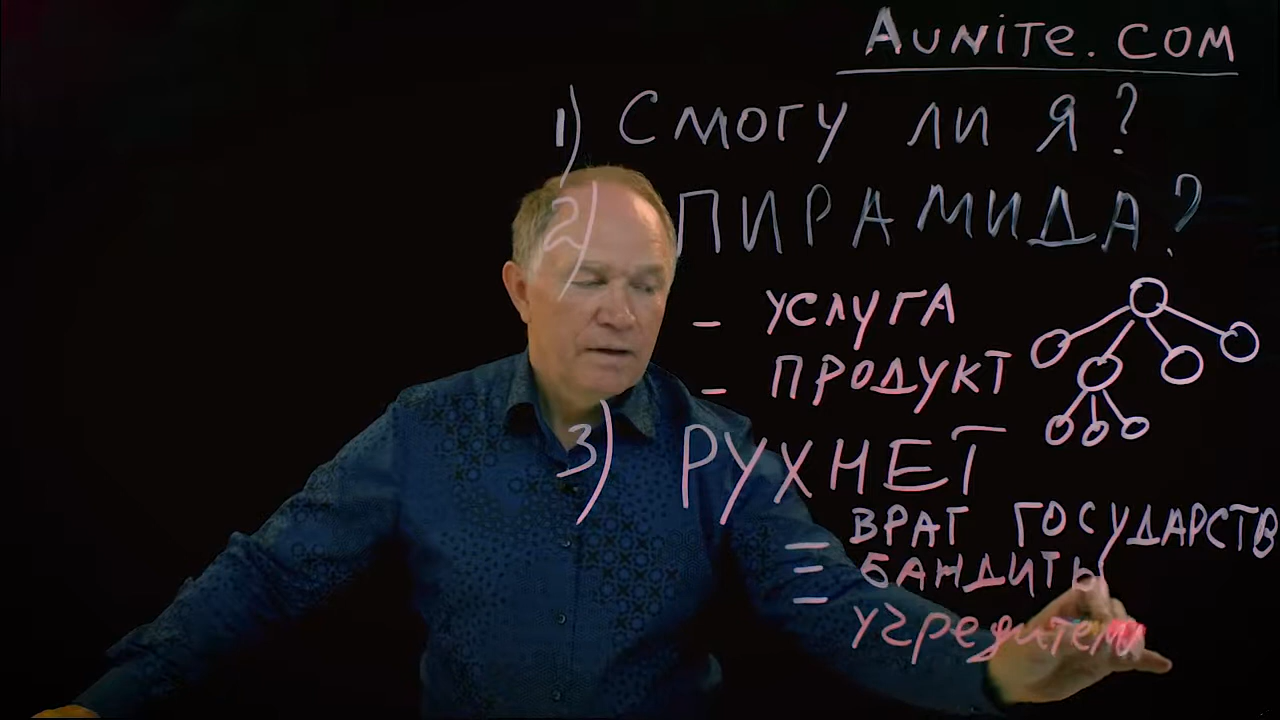 AUNITE.COM
1) СМОГУ ЛИ Я?
2) ПИРАМИДА?
- УСЛУГА
- ПРОДУКТ
3) РУХНЕТ
- ВРАГ ГОСУДАРСТВ
- БАНДИТЫ
- Учредители